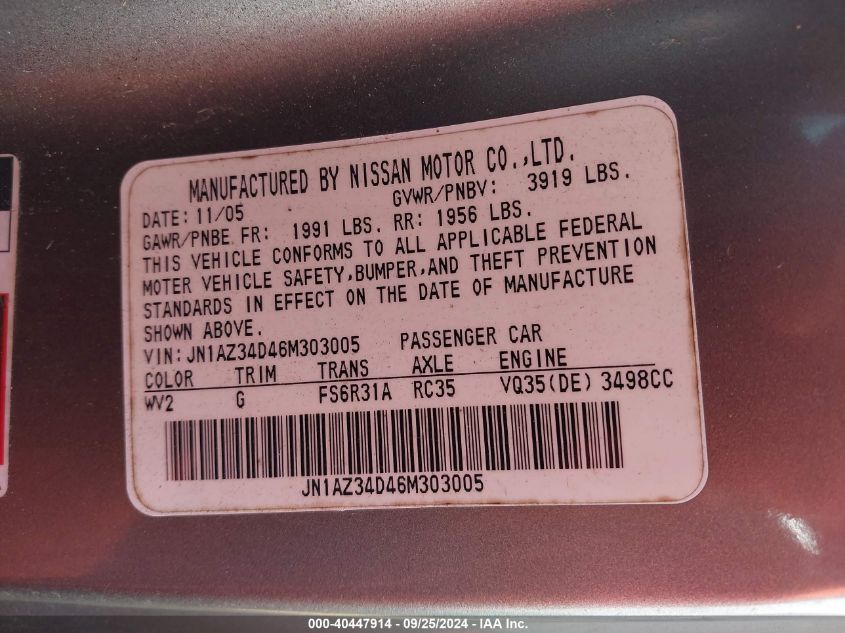 MANUFACTURED BY NISSAN MOTOR CO.,LTD.
DATE: 11/05 GVWR/PNBV: 3919 LBS.
GAWR/PNBE FR: 1991 LBS. RR: 1956 LBS.
THIS VEHICLE CONFORMS TO ALL APPLICABLE FEDERAL
MOTER VEHICLE SAFETY,BUMPER,AND THEFT PREVENTION
STANDARDS IN EFFECT ON THE DATE OF MANUFACTURE
SHOWN ABOVE.
VIN:JN1AZ34D46M303005 PASSENGER CAR
COLOR TRIM TRANS AXLE ENGINE
WV2 G FS6R31A RC35 VQ35(DE)3498CC
JN1AZ34D46M303005
000-40447914 - 09/25/2024 - IAA Inc.